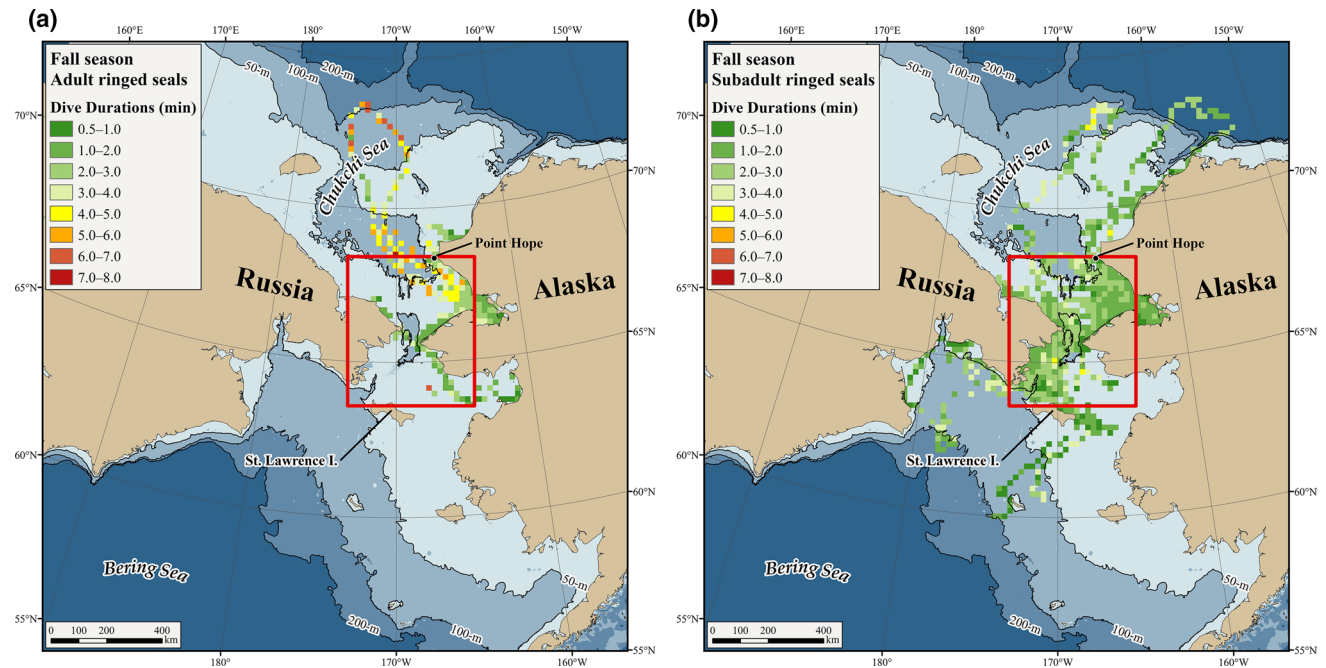 (a)
160°E
180°
170°W
160°W
150°W
Fall season
Adult ringed seals
Dive Durations (min)
0.5–1.0
1.0–2.0
2.0–3.0
3.0–4.0
4.0–5.0
5.0–6.0
6.0–7.0
7.0–8.0
50-m
100-m
200-m
70°N
70°N
Chukchi Sea
Point Hope
Russia
Alaska
65°N
65°N
St. Lawrence I.
60°N
60°N
Bering Sea
50-m
100-m
200-m
55°N
55°N
0 100 200 400
km
180°
170°W
160°W
(b)
160°E
180°
170°W
160°W
150°W
Fall season
Subadult ringed seals
Dive Durations (min)
0.5–1.0
1.0–2.0
2.0–3.0
3.0–4.0
4.0–5.0
5.0–6.0
6.0–7.0
7.0–8.0
50-m
100-m
200-m
70°N
70°N
Chukchi Sea
Point Hope
Russia
Alaska
65°N
65°N
St. Lawrence I.
60°N
60°N
Bering Sea
50-m
100-m
200-m
55°N
55°N
0 100 200 400
km
180°
170°W
160°W